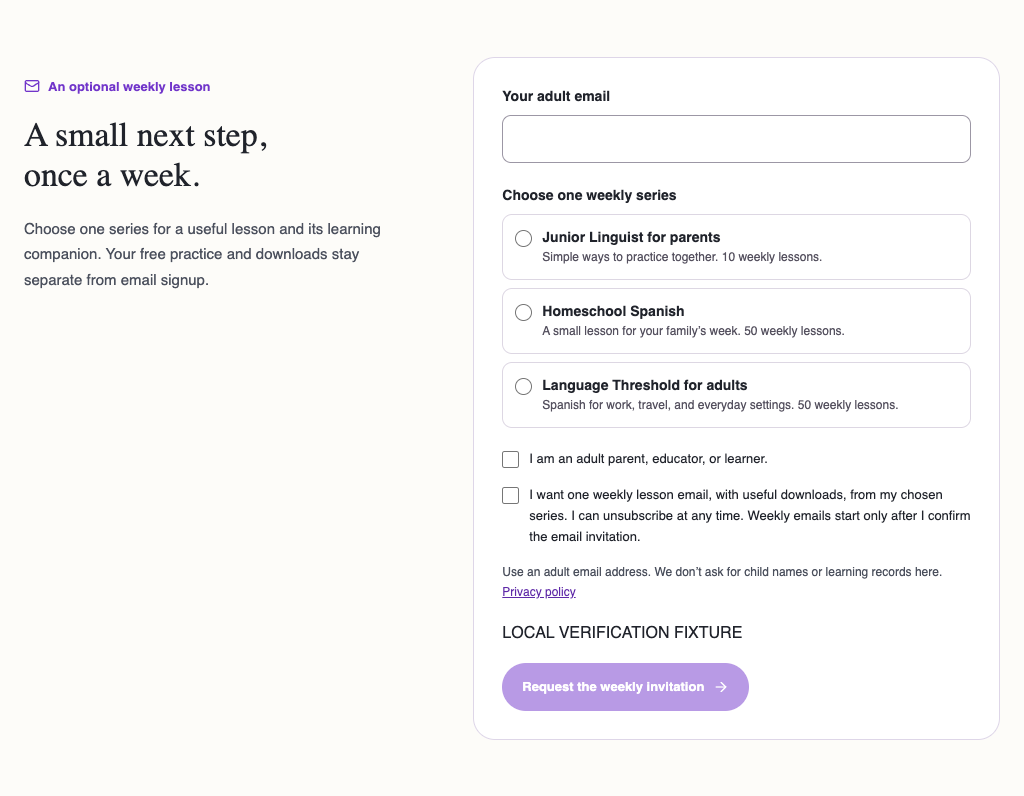 An optional weekly lesson
A small next step,
once a week.
Choose one series for a useful lesson and its learning
companion. Your free practice and downloads stay
separate from email signup.
Your adult email
Choose one weekly series
Junior Linguist for parents
Simple ways to practice together. 10 weekly lessons.
Homeschool Spanish
A small lesson for your family’s week. 50 weekly lessons.
Language Threshold for adults
Spanish for work, travel, and everyday settings. 50 weekly lessons.
I am an adult parent, educator, or learner.
I want one weekly lesson email, with useful downloads, from my chosen
series. I can unsubscribe at any time. Weekly emails start only after I confirm
the email invitation.
Use an adult email address. We don’t ask for child names or learning records here.
Privacy policy
LOCAL VERIFICATION FIXTURE
Request the weekly invitation